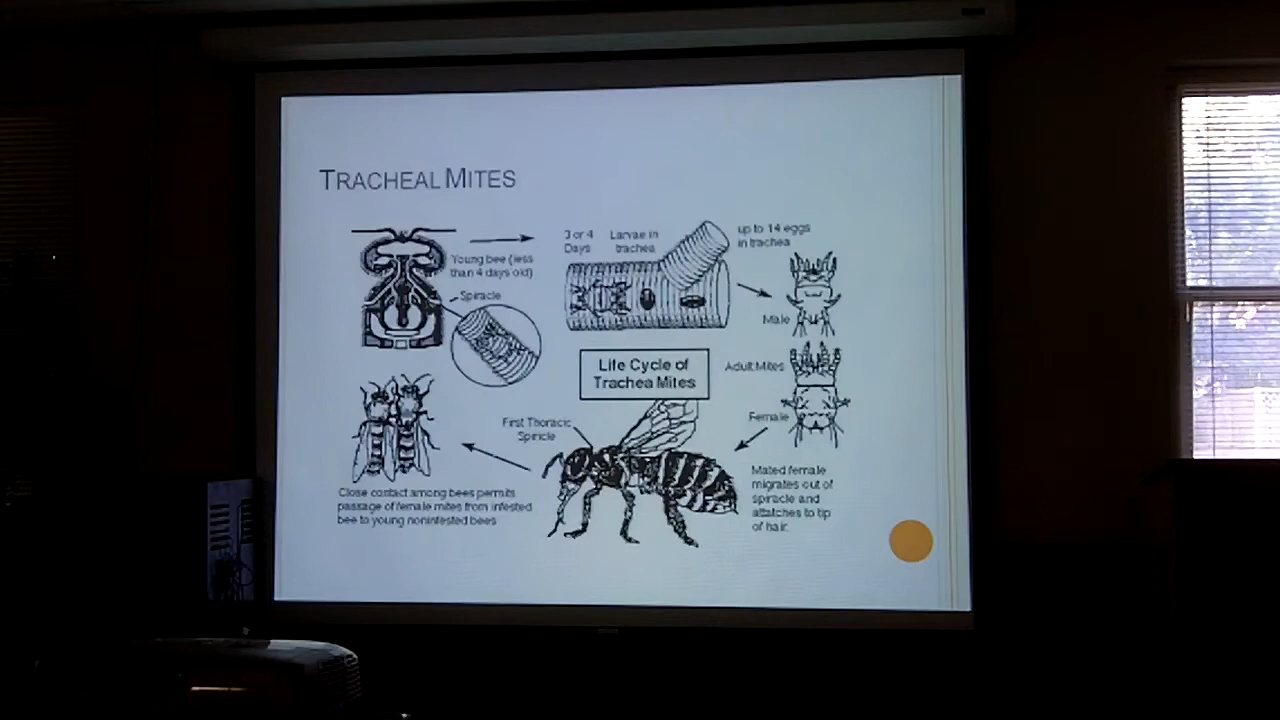 TRACHEAL MITES
3 or 4
Days
Larvae in
trachea
up to 14 eggs
in trachea
Young bee (less
than 4 days old)
Spiracle
Male
Life Cycle of
Trachea Mites
Adult Mites
Female
First Thoracic
Spiricle
Mated female
migrates out of
spiracle and
attatches to tip
of hair.
Close contact among bees permits
passage of female mites from infested
bee to young noninfested bees